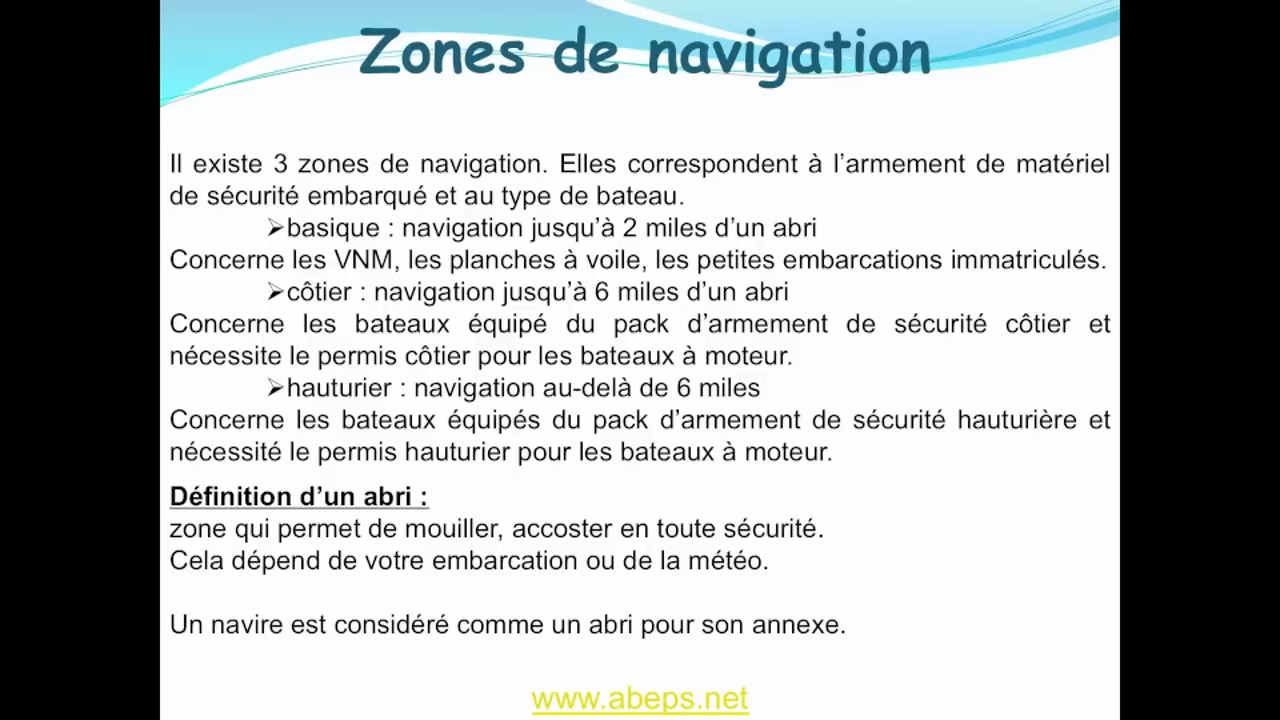 Zones de navigation
Il existe 3 zones de navigation. Elles correspondent à l’armement de matériel
de sécurité embarqué et au type de bateau.
➢basique : navigation jusqu’à 2 miles d’un abri
Concerne les VNM, les planches à voile, les petites embarcations immatriculés.
➢côtier : navigation jusqu’à 6 miles d’un abri
Concerne les bateaux équipé du pack d’armement de sécurité côtier et
nécessite le permis côtier pour les bateaux à moteur.
➢hauturier : navigation au-delà de 6 miles
Concerne les bateaux équipés du pack d’armement de sécurité hauturière et
nécessité le permis hauturier pour les bateaux à moteur.
Définition d’un abri :
zone qui permet de mouiller, accoster en toute sécurité.
Cela dépend de votre embarcation ou de la météo.
Un navire est considéré comme un abri pour son annexe.
www.abeps.net